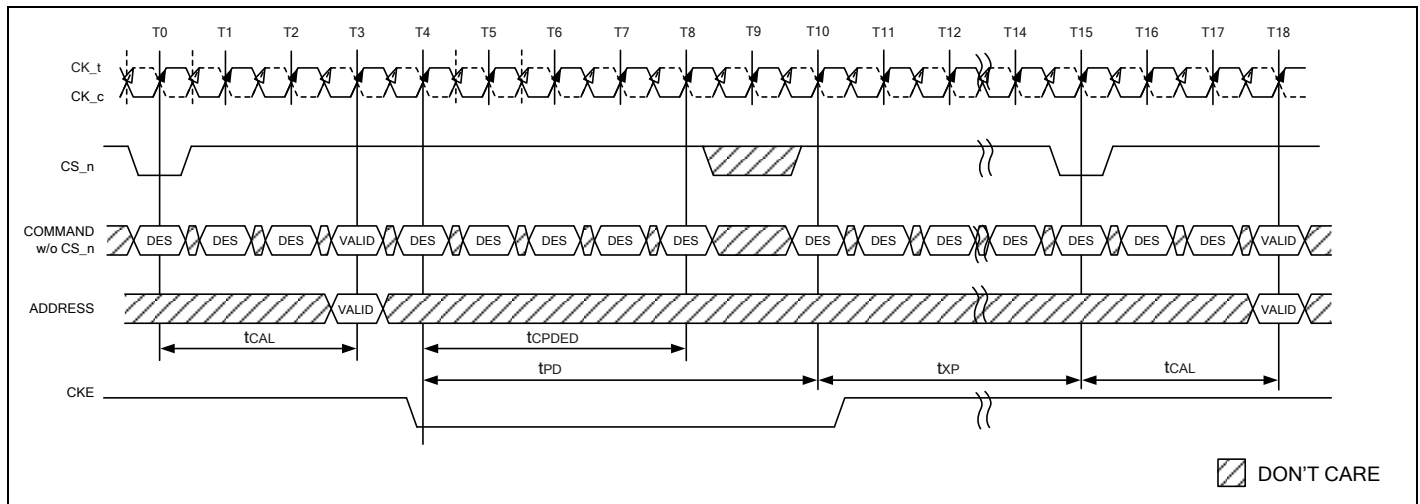 T0 T1 T2 T3 T4 T5 T6 T7 T8 T9 T10 T11 T12 T14 T15 T16 T17 T18
CK_t
CK_c
CS_n
COMMAND
w/o CS_n
DES DES DES VALID DES DES DES DES DES DES DES DES DES DES DES DES VALID
ADDRESS
VALID VALID
tCAL tCPDED
tPD tXP tCAL
CKE
DON'T CARE